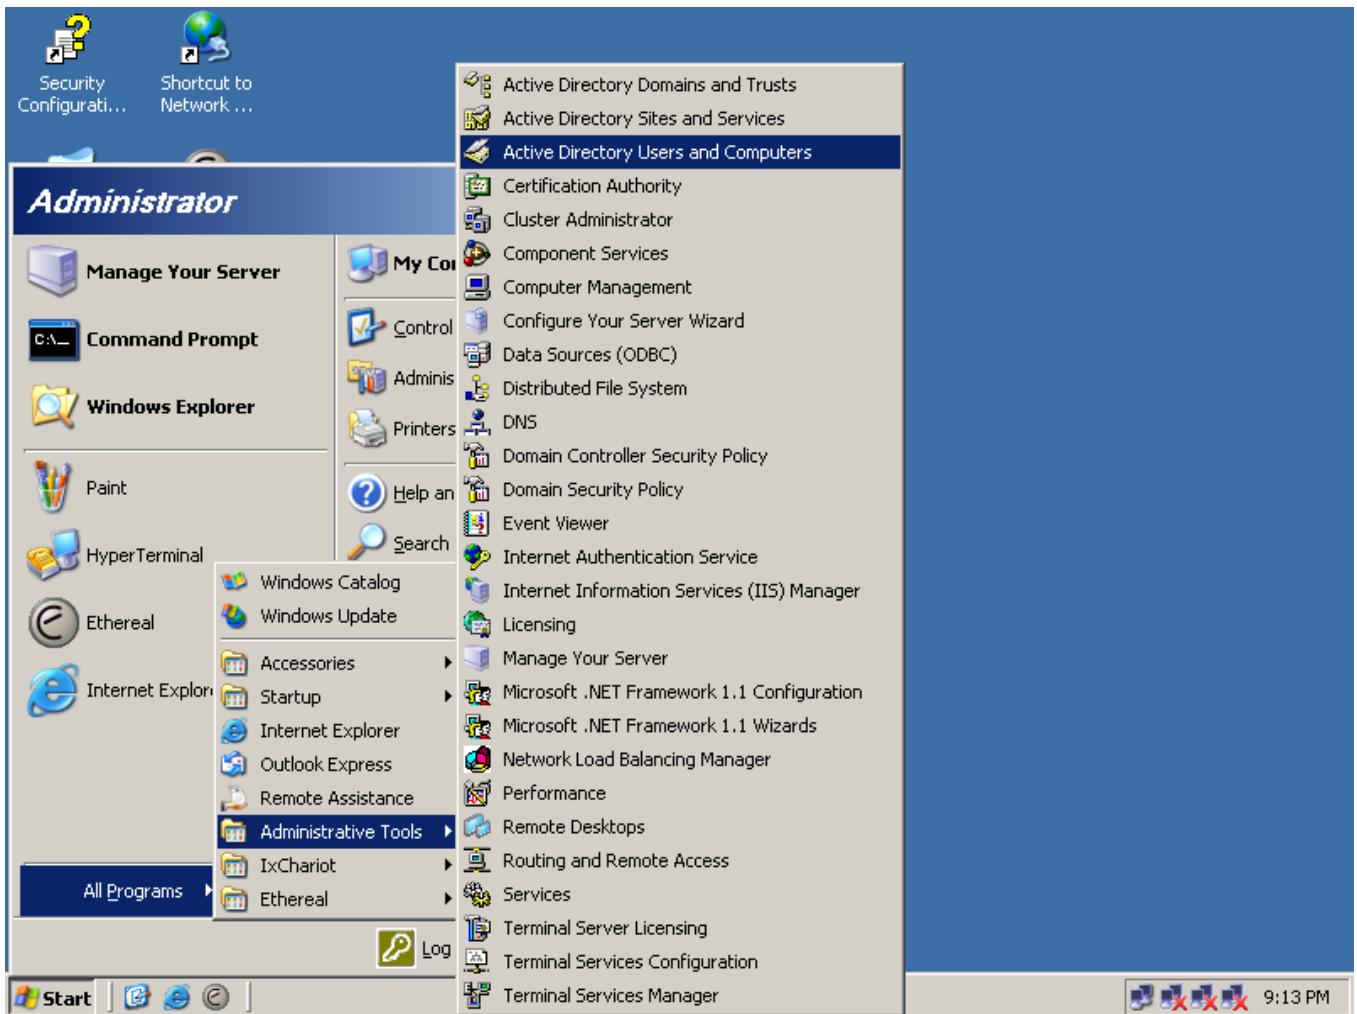 Security
Configurati...
Shortcut to
Network ...
Administrator
Manage Your Server
Command Prompt
Windows Explorer
Paint
HyperTerminal
Ethereal
Internet Explor
All Programs
My Co
Control
Adminis
Printers
Help an
Search
Log
Windows Catalog
Windows Update
Accessories
Startup
Internet Explorer
Outlook Express
Remote Assistance
Administrative Tools
IxChariot
Ethereal
Active Directory Domains and Trusts
Active Directory Sites and Services
Active Directory Users and Computers
Certification Authority
Cluster Administrator
Component Services
Computer Management
Configure Your Server Wizard
Data Sources (ODBC)
Distributed File System
DNS
Domain Controller Security Policy
Domain Security Policy
Event Viewer
Internet Authentication Service
Internet Information Services (IIS) Manager
Licensing
Manage Your Server
Microsoft .NET Framework 1.1 Configuration
Microsoft .NET Framework 1.1 Wizards
Network Load Balancing Manager
Performance
Remote Desktops
Routing and Remote Access
Services
Terminal Server Licensing
Terminal Services Configuration
Terminal Services Manager
Start
9:13 PM